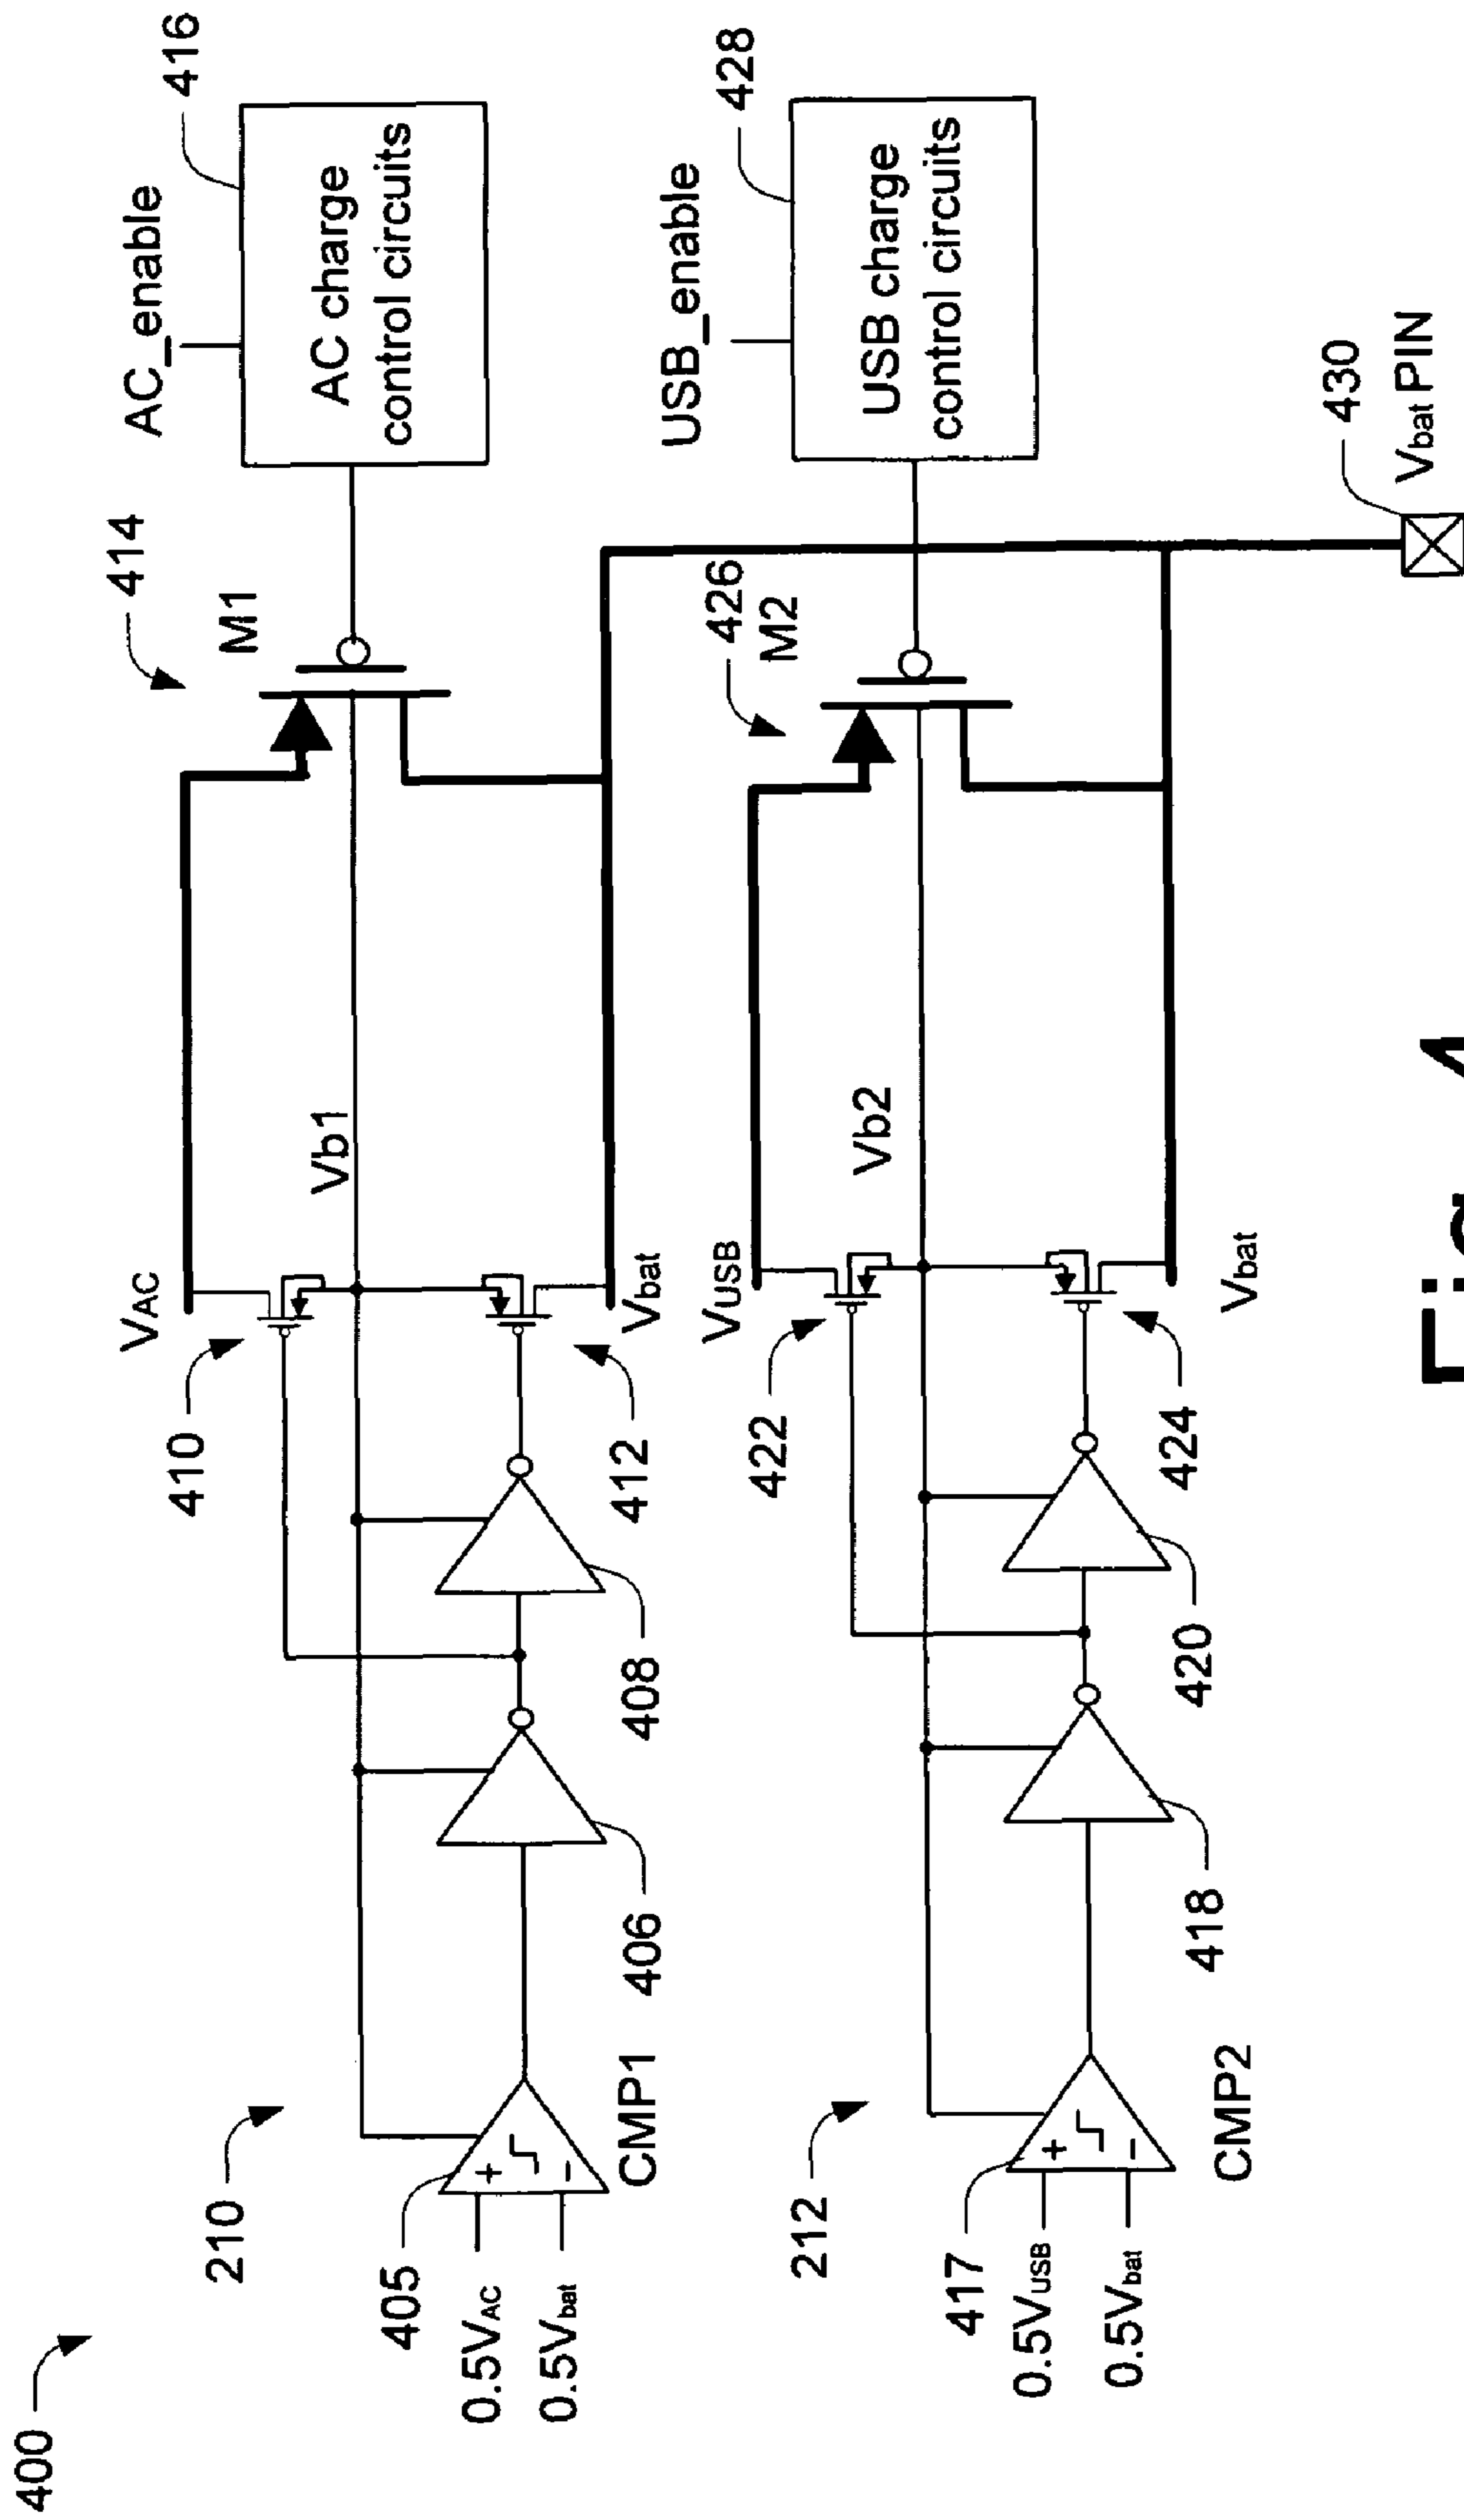 400
210
405
0.5VAC
0.5Vbat
CMP1
406
408
410
412
VAC
Vbat
Vb1
414
M1
AC_enable
416
AC charge
control circuits
212
417
0.5VUSB
0.5Vbat
CMP2
418
420
422
424
VUSB
Vbat
Vb2
426
M2
USB_enable
428
USB charge
control circuits
430
Vbat PIN